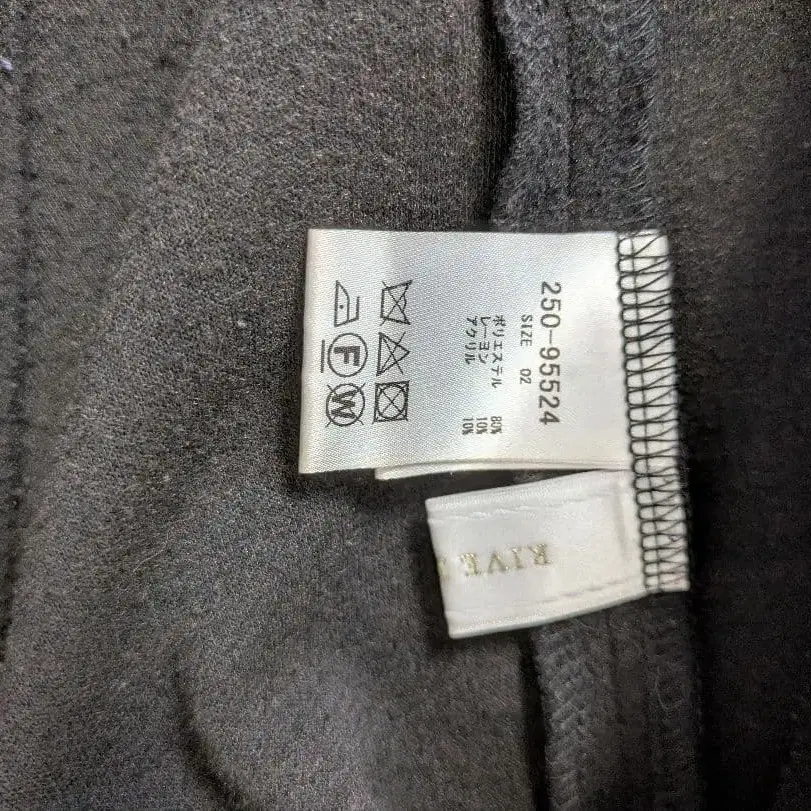 250-95524
SIZE 02
ポリエステル 80%
レーヨン 10%
アクリル 10%
F
W
RIVE